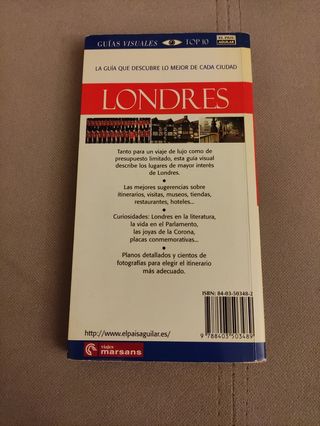 GUÍAS VISUALES TOP 10 EL PAÍS
AGUILAR
LA GUÍA QUE DESCUBRE LO MEJOR DE CADA CIUDAD
LONDRES
Tanto para un viaje de lujo como de
presupuesto limitado, esta guía visual
describe los lugares de mayor interés
de Londres.
•
Las mejores sugerencias sobre
itinerarios, visitas, museos, tiendas,
restaurantes, hoteles...
•
Curiosidades: Londres en la literatura,
la vida en el Parlamento,
las joyas de la Corona,
placas conmemorativas...
•
Planos detallados y cientos de
fotografías para elegir el itinerario
más adecuado.
ISBN: 84-03-50348-2
http://www.elpaisaguilar.es/
9 788403 503489
viajes
marsans